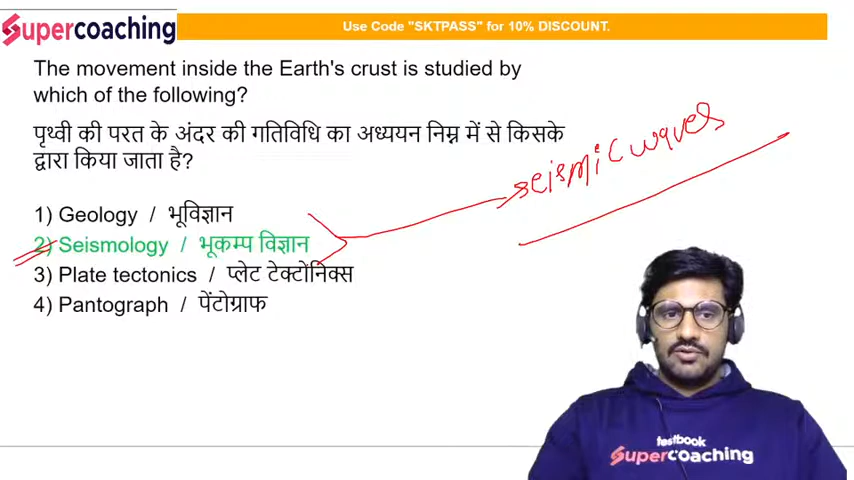 Supercoaching
Use Code "SKTPASS" for 10% DISCOUNT.
The movement inside the Earth's crust is studied by
which of the following?
पृथ्वी की परत के अंदर की गतिविधि का अध्ययन निम्न में से किसके
द्वारा किया जाता है?
seismic waves
1) Geology / भूविज्ञान
2) Seismology / भूकम्प विज्ञान
3) Plate tectonics / प्लेट टेक्टोनिक्स
4) Pantograph / पेंटोग्राफ
testbook
Supercoaching